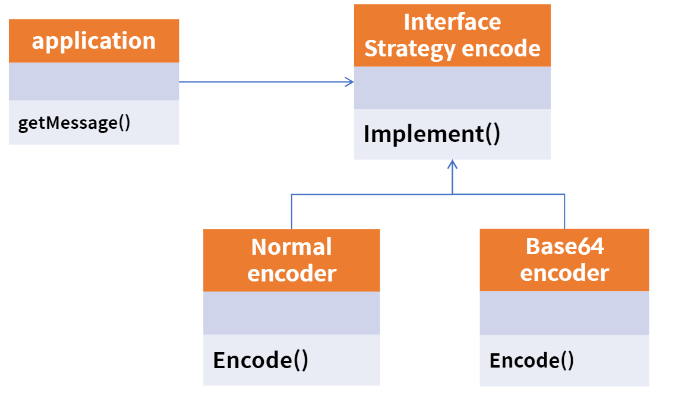 application
getMessage()
Interface
Strategy encode
Implement()
Normal
encoder
Encode()
Base64
encoder
Encode()